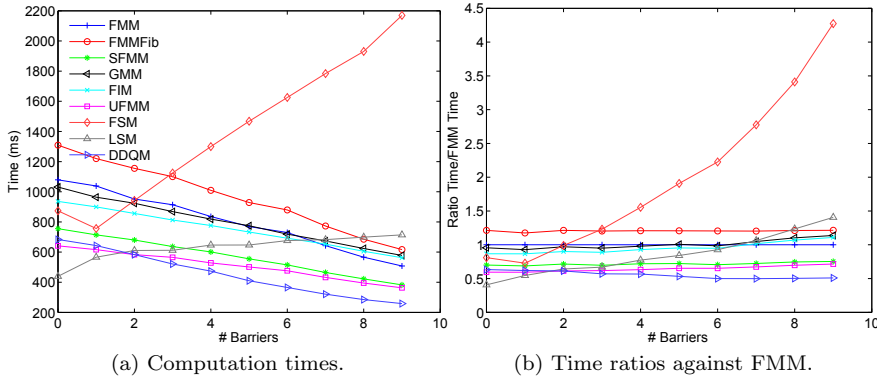 2200
2000
1800
1600
1400
1200
1000
800
600
400
200
Time (ms)
FMM
FMMFib
SFMM
GMM
FIM
UFMM
FSM
LSM
DDQM
0 2 4 6 8 10
# Barriers
(a) Computation times.
4.5
4
3.5
3
2.5
2
1.5
1
0.5
0
Ratio Time/FMM Time
0 2 4 6 8 10
# Barriers
(b) Time ratios against FMM.